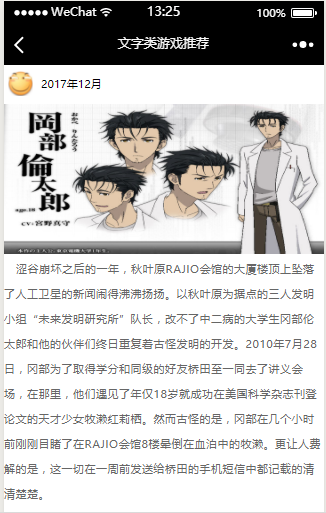 WeChat 13:25 100%
文字类游戏推荐
2017年12月
岡部倫太郎
おかべ りんたろう
age.18
CV:宮野真守
涩谷崩坏之后的一年，秋叶原RAJIO会馆的大厦楼顶上坠落
了人工卫星的新闻闹得沸沸扬扬。以秋叶原为据点的三人发明
小组“未来发明研究所”队长，改不了中二病的大学生冈部伦
太郎和他的伙伴们终日重复着古怪发明的开发。2010年7月28
日，冈部为了取得学分和同级的好友桥田至一同去了讲义会
场，在那里，他们遇见了年仅18岁就成功在美国科学杂志刊登
论文的天才少女牧濑红莉栖。然而古怪的是，冈部在几个小时
前刚刚目睹了在RAJIO会馆8楼晕倒在血泊中的牧濑。更让人费
解的是，这一切在一周前发送给桥田的手机短信中都记载的清
清楚楚。